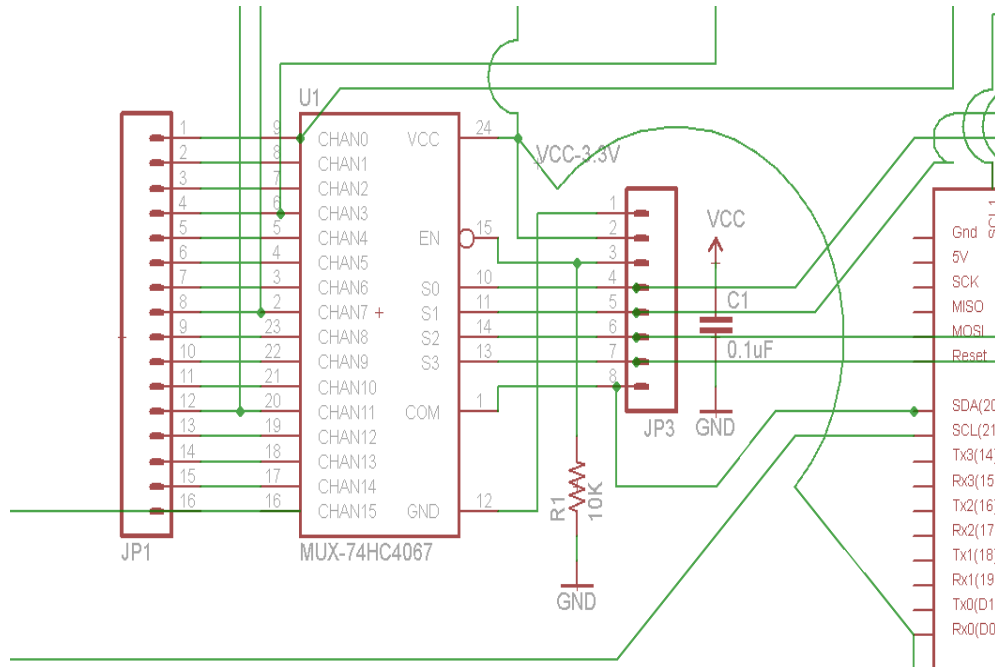 U1
1 9 CHAN0 VCC 24
2 8 CHAN1
VCC-3.3V
3 7 CHAN2
4 6 CHAN3 1
VCC
5 5 CHAN4 EN 15 2
Gnd
6 4 CHAN5 3
5V
7 3 CHAN6 S0 10 4
SCK
C1
8 2 CHAN7 + S1 11 5
MISO
9 23 CHAN8 S2 14 6
MOSI
0.1uF
10 22 CHAN9 S3 13 7
Reset
11 21 CHAN10 8
12 20 CHAN11 COM 1
SDA(20
JP3
GND
13 19 CHAN12
SCL(21
14 18 CHAN13
Tx3(14)
15 17 CHAN14
Rx3(15
R1
10K
16 16 CHAN15 GND 12
Tx2(16)
Rx2(17
JP1
MUX-74HC4067
Tx1(18)
Rx1(19
GND
Tx0(D1
Rx0(D0